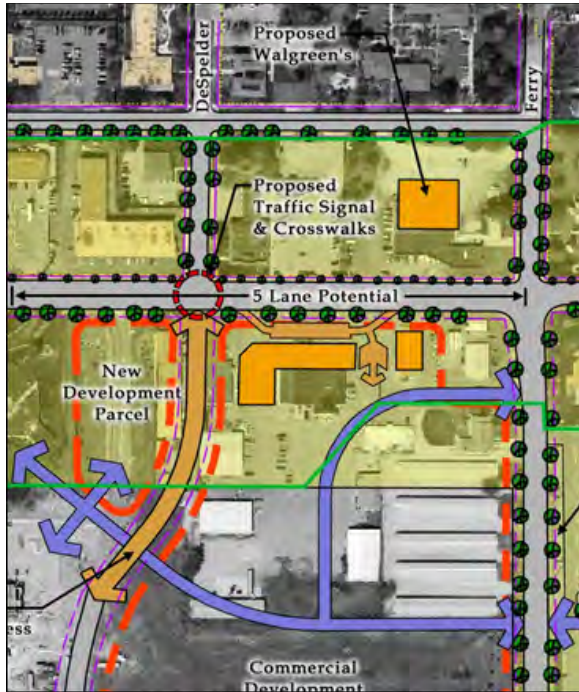 DeSpelder
Proposed
Walgreen's
Ferry
Proposed
Traffic Signal
& Crosswalks
5 Lane Potential
New
Development
Parcel
ess
Commercial
Development